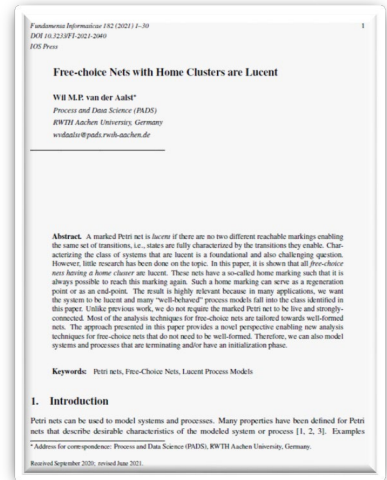 Fundamenta Informaticae 182 (2021) 1–30
1
DOI 10.3233/FI-2021-2040
IOS Press
Free-choice Nets with Home Clusters are Lucent
Wil M.P. van der Aalst*
Process and Data Science (PADS)
RWTH Aachen University, Germany
wvdaalst@pads.rwth-aachen.de
Abstract. A marked Petri net is lucent if there are no two different reachable markings enabling
the same set of transitions, i.e., states are fully characterized by the transitions they enable. Char-
acterizing the class of systems that are lucent is a foundational and also challenging question.
However, little research has been done on the topic. In this paper, it is shown that all free-choice
nets having a home cluster are lucent. These nets have a so-called home marking such that it is
always possible to reach this marking again. Such a home marking can serve as a regeneration
point or as an end-point. The result is highly relevant because in many applications, we want
the system to be lucent and many “well-behaved” process models fall into the class identified in
this paper. Unlike previous work, we do not require the marked Petri net to be live and strongly-
connected. Most of the analysis techniques for free-choice nets are tailored towards well-formed
nets. The approach presented in this paper provides a novel perspective enabling new analysis
techniques for free-choice nets that do not need to be well-formed. Therefore, we can also model
systems and processes that are terminating and/or have an initialization phase.
Keywords: Petri nets, Free-Choice Nets, Lucent Process Models
1. Introduction
Petri nets can be used to model systems and processes. Many properties have been defined for Petri
nets that describe desirable characteristics of the modeled system or process [1, 2, 3]. Examples
* Address for correspondence: Process and Data Science (PADS), RWTH Aachen University, Germany.
Received September 2020; revised June 2021.